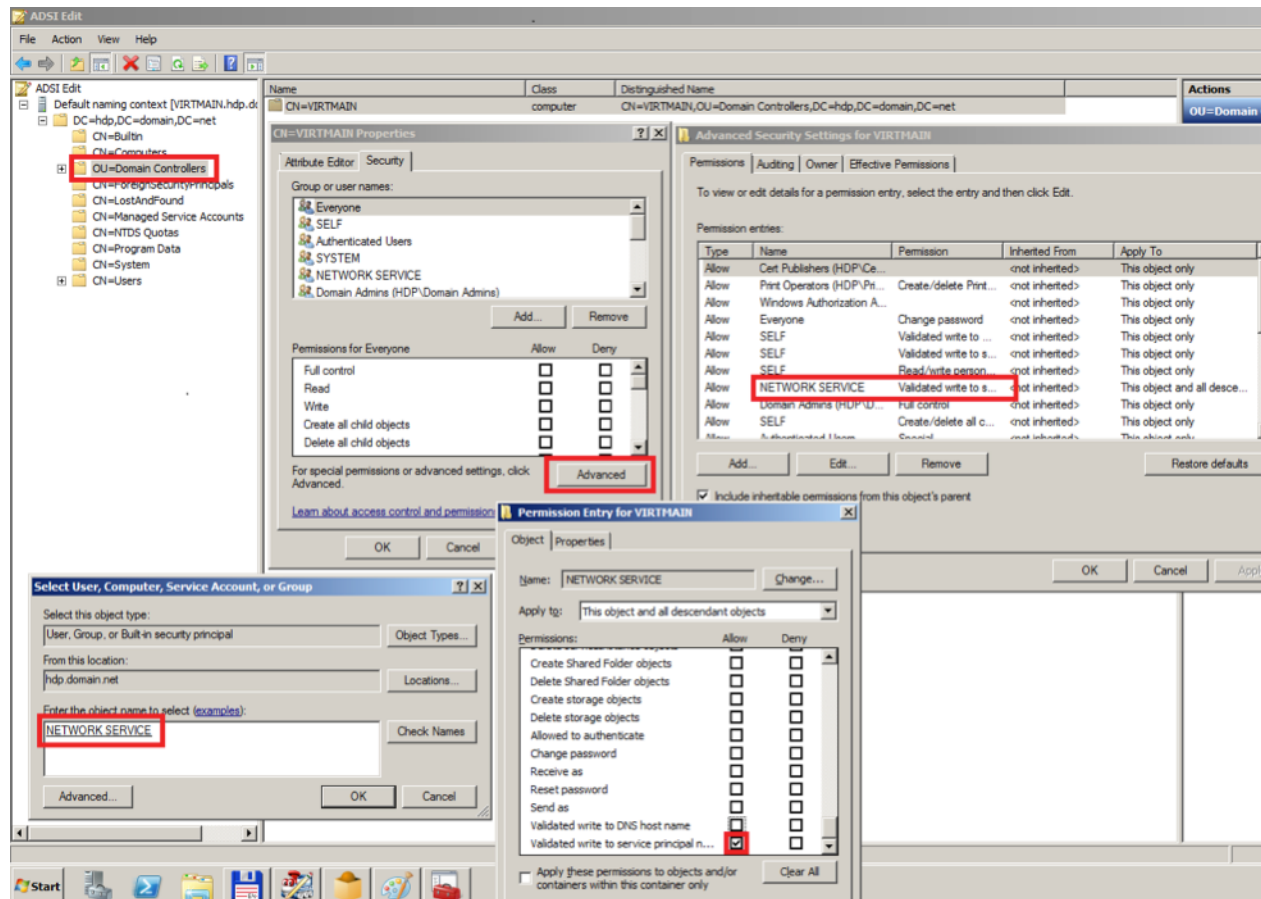 ADSI Edit
File Action View Help
ADSI Edit
Default naming context [VIRTMAIN.hdp.do
DC=hdp,DC=domain,DC=net
CN=Builtin
CN=Computers
OU=Domain Controllers
CN=ForeignSecurityPrincipals
CN=LostAndFound
CN=Managed Service Accounts
CN=NTDS Quotas
CN=Program Data
CN=System
CN=Users
Name Class Distinguished Name
CN=VIRTMAIN computer CN=VIRTMAIN,OU=Domain Controllers,DC=hdp,DC=domain,DC=net
Actions
OU=Domain
CN=VIRTMAIN Properties
Attribute Editor Security
Group or user names:
Everyone
SELF
Authenticated Users
SYSTEM
NETWORK SERVICE
Domain Admins (HDP\Domain Admins)
Add... Remove
Permissions for Everyone Allow Deny
Full control
Read
Write
Create all child objects
Delete all child objects
For special permissions or advanced settings, click
Advanced.
Advanced
Learn about access control and permission
OK Cancel
Advanced Security Settings for VIRTMAIN
Permissions Auditing Owner Effective Permissions
To view or edit details for a permission entry, select the entry and then click Edit.
Permission entries:
Type Name Permission Inherited From Apply To
Allow Cert Publishers (HDP\Ce... <not inherited> This object only
Allow Print Operators (HDP\Pri... Create/delete Print... <not inherited> This object only
Allow Windows Authorization A... <not inherited> This object only
Allow Everyone Change password <not inherited> This object only
Allow SELF Validated write to ... <not inherited> This object only
Allow SELF Validated write to s... <not inherited> This object only
Allow SELF Read/write person... <not inherited> This object only
Allow NETWORK SERVICE Validated write to s... <not inherited> This object and all desce...
Allow Domain Admins (HDP\D... Full control <not inherited> This object only
Allow SELF Create/delete all c... <not inherited> This object only
Allow Authenticated Users Special <not inherited> This object only
Add... Edit... Remove Restore defaults
Include inheritable permissions from this object's parent
OK Cancel Appl
Permission Entry for VIRTMAIN
Object Properties
Name: NETWORK SERVICE Change...
Apply to: This object and all descendant objects
Permissions: Allow Deny
Create Shared Folder objects
Delete Shared Folder objects
Create storage objects
Delete storage objects
Allowed to authenticate
Change password
Receive as
Reset password
Send as
Validated write to DNS host name
Validated write to service principal n...
Apply these permissions to objects and/or
containers within this container only
Clear All
Select User, Computer, Service Account, or Group
Select this object type:
User, Group, or Built-in security principal Object Types...
From this location:
hdp.domain.net Locations...
Enter the object name to select (examples):
NETWORK SERVICE Check Names
Advanced... OK Cancel
Start